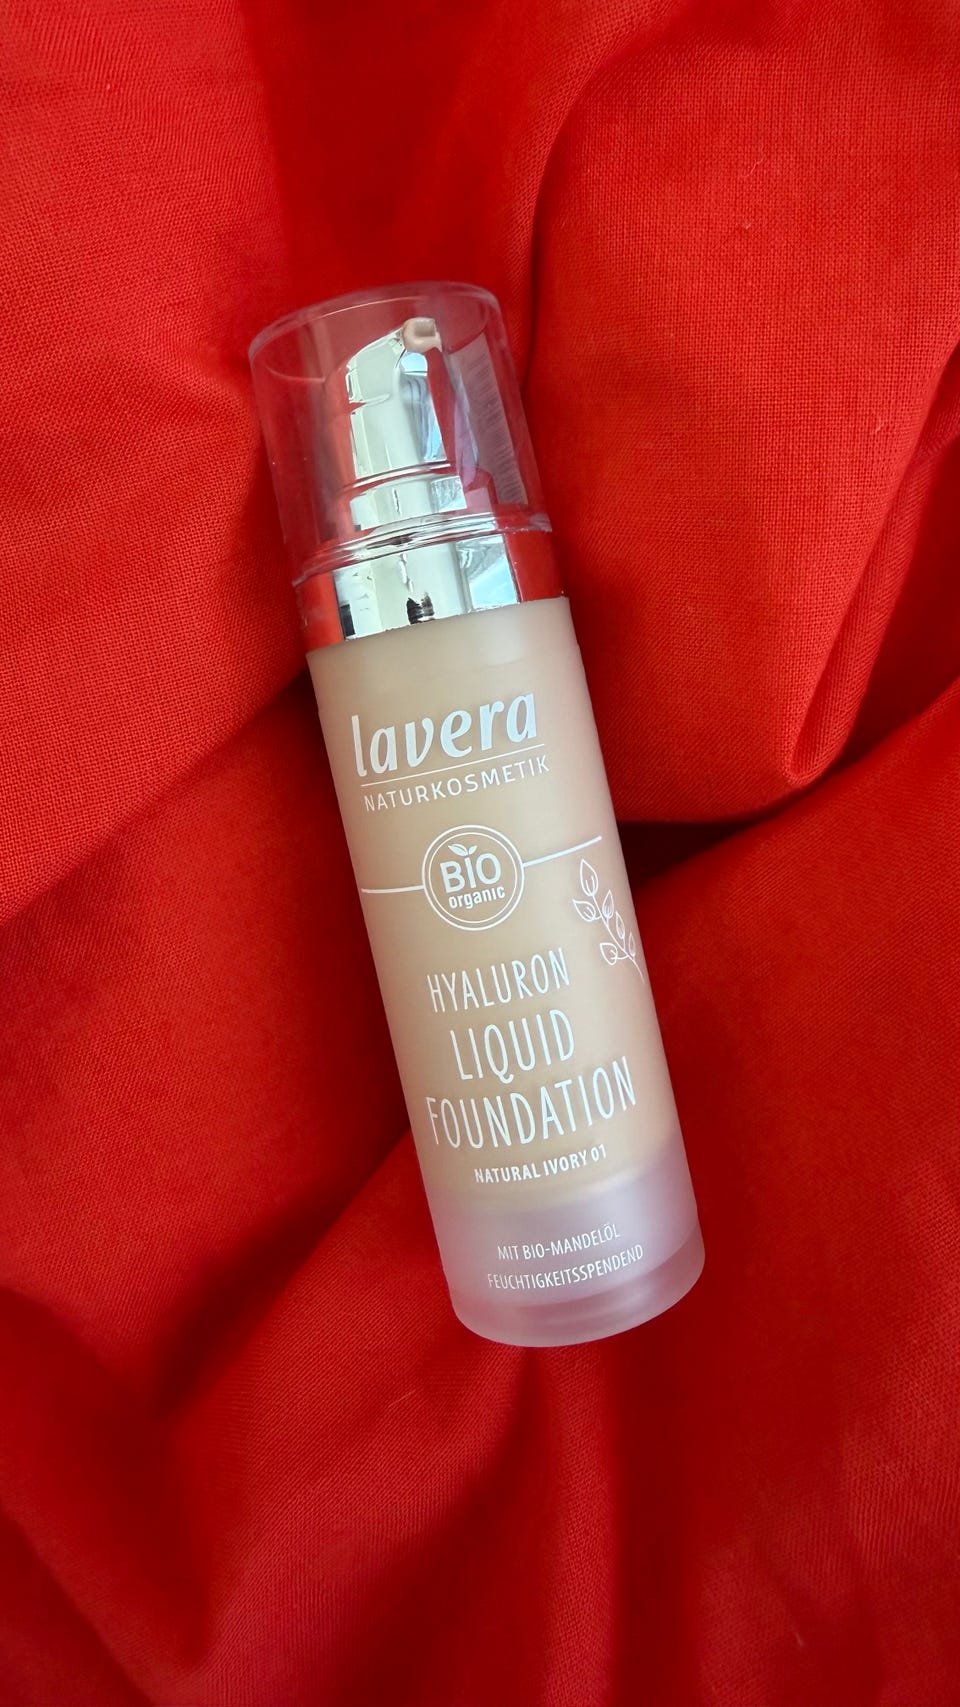 lavera
NATURKOSMETIK
BIO
organic
HYALURON
LIQUID
FOUNDATION
NATURAL IVORY 01
MIT BIO-MANDELÖL
FEUCHTIGKEITSSPENDEND